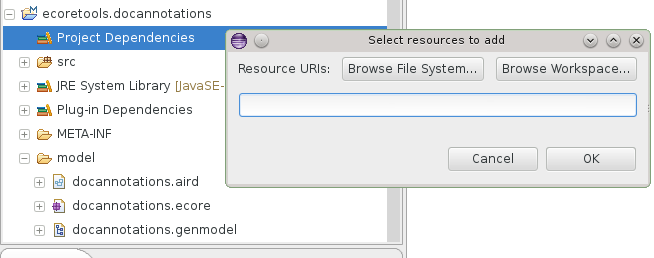 ecoretools.docannotations
Project Dependencies
src
JRE System Library [JavaSE-
Plug-in Dependencies
META-INF
model
docannotations.aird
docannotations.ecore
docannotations.genmodel
Select resources to add
Resource URIs: Browse File System... Browse Workspace...
Cancel OK